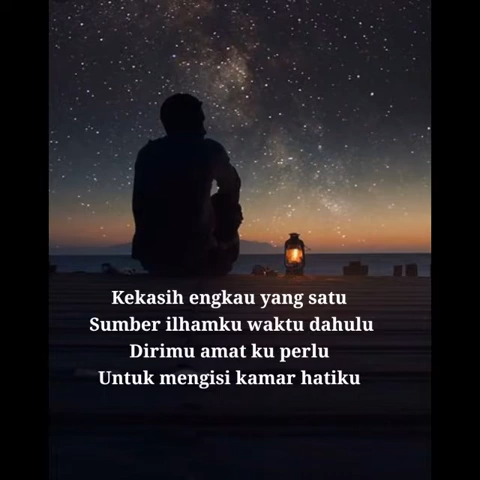 Kekasih engkau yang satu
Sumber ilhamku waktu dahulu
Dirimu amat ku perlu
Untuk mengisi kamar hatiku